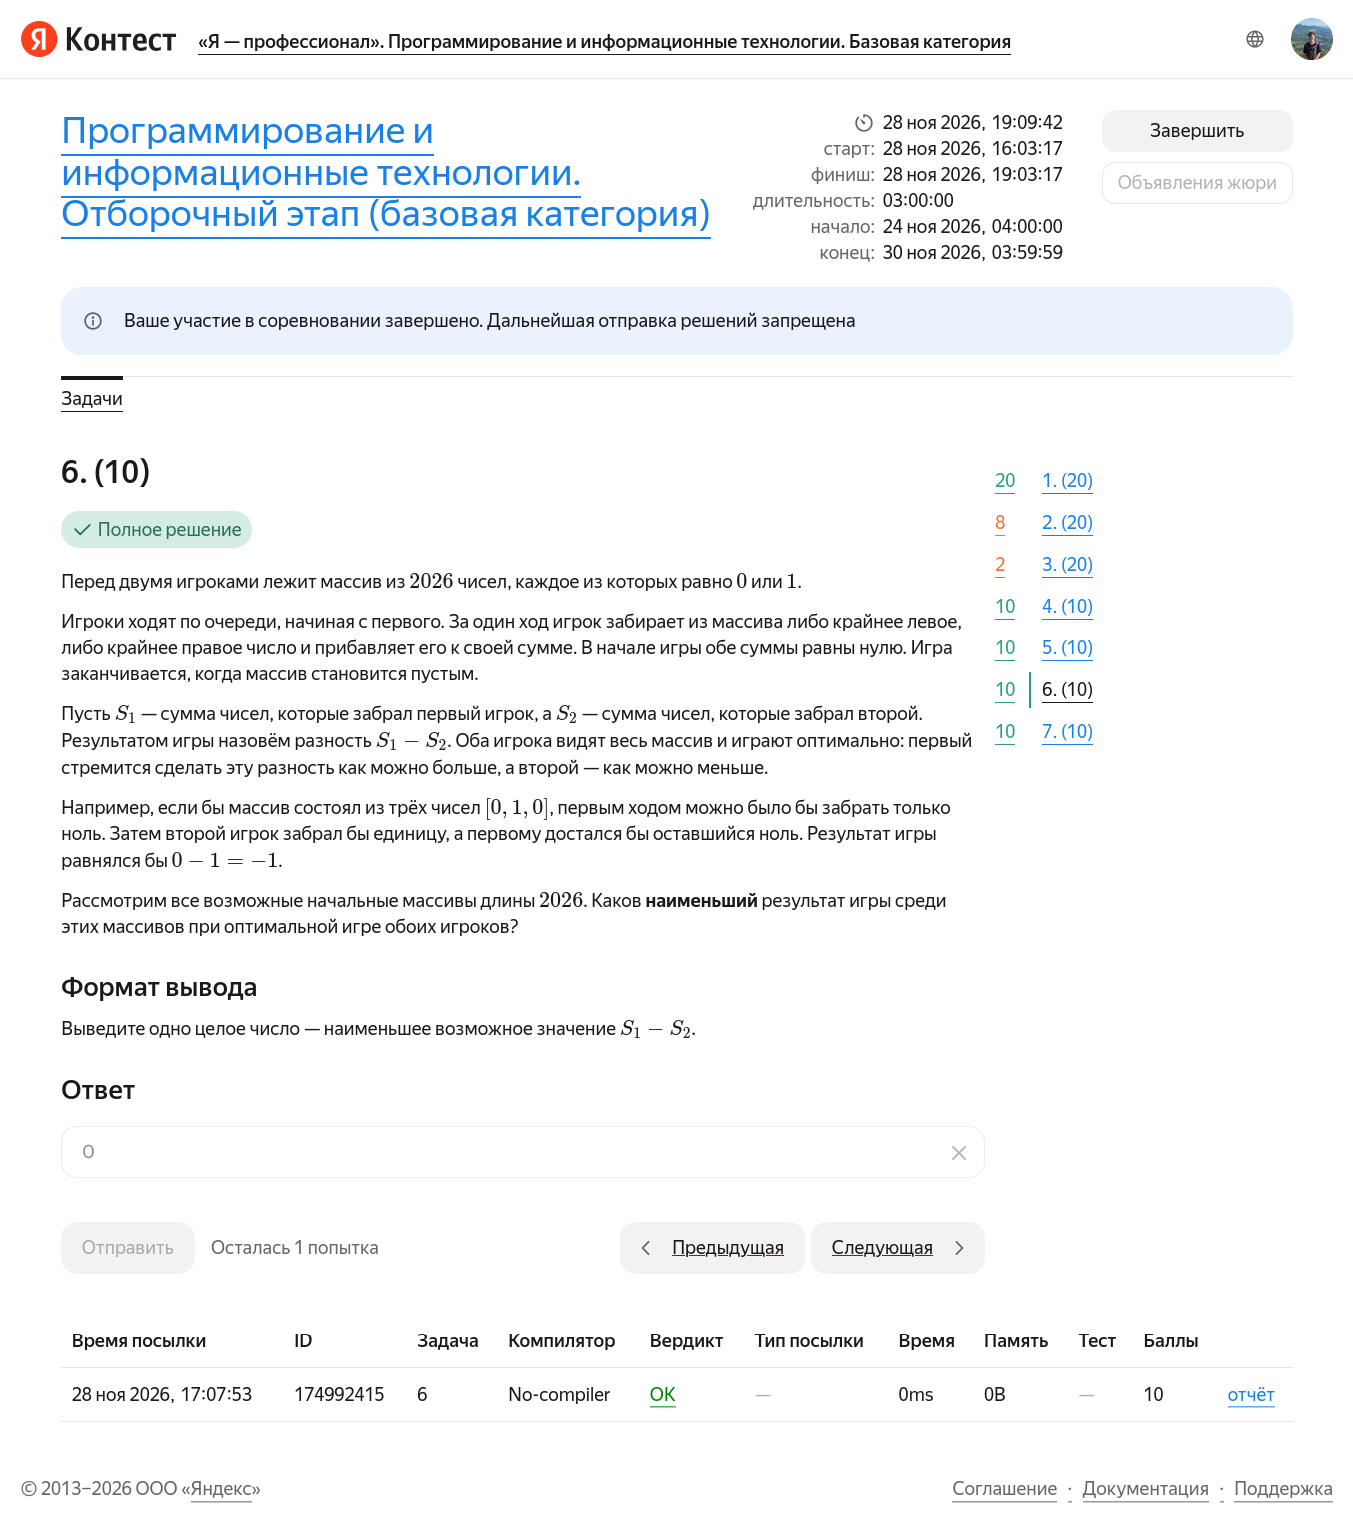 Я Контест
«Я — профессионал». Программирование и информационные технологии. Базовая категория
Программирование и
информационные технологии.
Отборочный этап (базовая категория)
28 ноя 2026, 19:09:42
старт: 28 ноя 2026, 16:03:17
финиш: 28 ноя 2026, 19:03:17
длительность: 03:00:00
начало: 24 ноя 2026, 04:00:00
конец: 30 ноя 2026, 03:59:59
Завершить
Объявления жюри
Ваше участие в соревновании завершено. Дальнейшая отправка решений запрещена
Задачи
6. (10)
Полное решение
Перед двумя игроками лежит массив из 2026 чисел, каждое из которых равно 0 или 1.
Игроки ходят по очереди, начиная с первого. За один ход игрок забирает из массива либо крайнее левое,
либо крайнее правое число и прибавляет его к своей сумме. В начале игры обе суммы равны нулю. Игра
заканчивается, когда массив становится пустым.
Пусть S₁ — сумма чисел, которые забрал первый игрок, а S₂ — сумма чисел, которые забрал второй.
Результатом игры назовём разность S₁ − S₂. Оба игрока видят весь массив и играют оптимально: первый
стремится сделать эту разность как можно больше, а второй — как можно меньше.
Например, если бы массив состоял из трёх чисел [0, 1, 0], первым ходом можно было бы забрать только
ноль. Затем второй игрок забрал бы единицу, а первому достался бы оставшийся ноль. Результат игры
равнялся бы 0 − 1 = −1.
Рассмотрим все возможные начальные массивы длины 2026. Каков наименьший результат игры среди
этих массивов при оптимальной игре обоих игроков?
Формат вывода
Выведите одно целое число — наименьшее возможное значение S₁ − S₂.
Ответ
0
Отправить
Осталась 1 попытка
Предыдущая
Следующая
20 1. (20)
8 2. (20)
2 3. (20)
10 4. (10)
10 5. (10)
10 6. (10)
10 7. (10)
Время посылки ID Задача Компилятор Вердикт Тип посылки Время Память Тест Баллы
28 ноя 2026, 17:07:53 174992415 6 No-compiler OK — 0ms 0B — 10 отчёт
© 2013–2026 ООО «Яндекс»
Соглашение · Документация · Поддержка